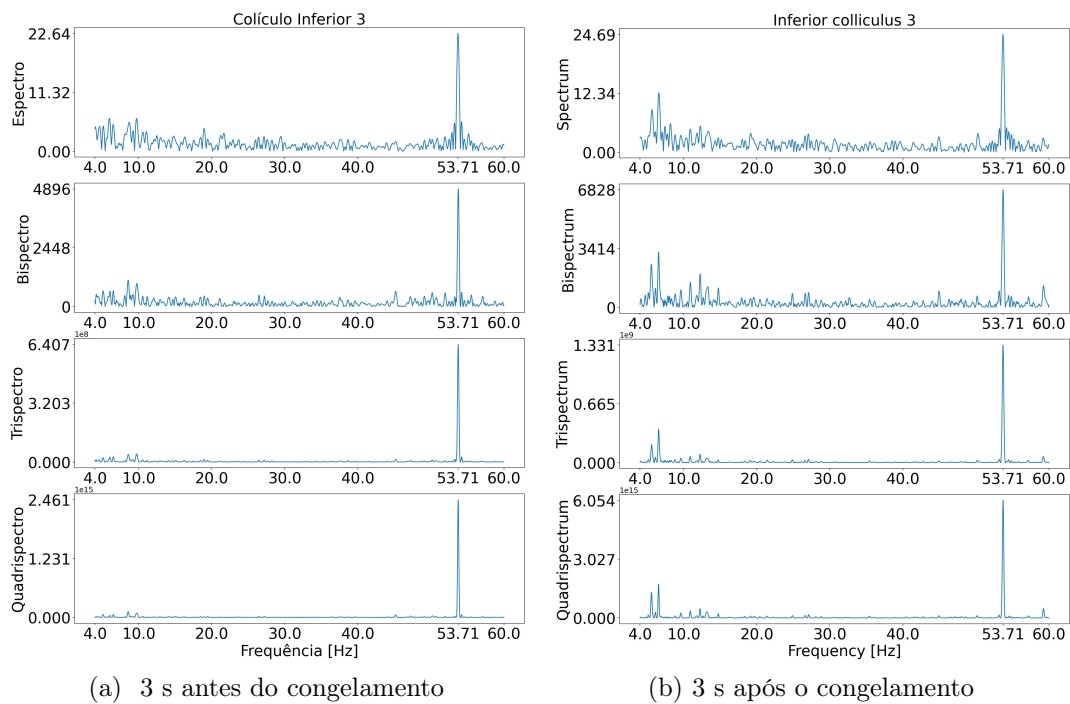 Colículo Inferior 3
22.64
11.32
0.00
Espectro
4.0 10.0 20.0 30.0 40.0 53.71 60.0
4896
2448
0
Bispectro
4.0 10.0 20.0 30.0 40.0 53.71 60.0
1e8
6.407
3.203
0.000
Trispectro
4.0 10.0 20.0 30.0 40.0 53.71 60.0
1e15
2.461
1.231
0.000
Quadrispectro
4.0 10.0 20.0 30.0 40.0 53.71 60.0
Frequência [Hz]
(a) 3 s antes do congelamento
Inferior colliculus 3
24.69
12.34
0.00
Spectrum
4.0 10.0 20.0 30.0 40.0 53.71 60.0
6828
3414
0
Bispectrum
4.0 10.0 20.0 30.0 40.0 53.71 60.0
1e9
1.331
0.665
0.000
Trispectrum
4.0 10.0 20.0 30.0 40.0 53.71 60.0
1e15
6.054
3.027
0.000
Quadrispectrum
4.0 10.0 20.0 30.0 40.0 53.71 60.0
Frequency [Hz]
(b) 3 s após o congelamento